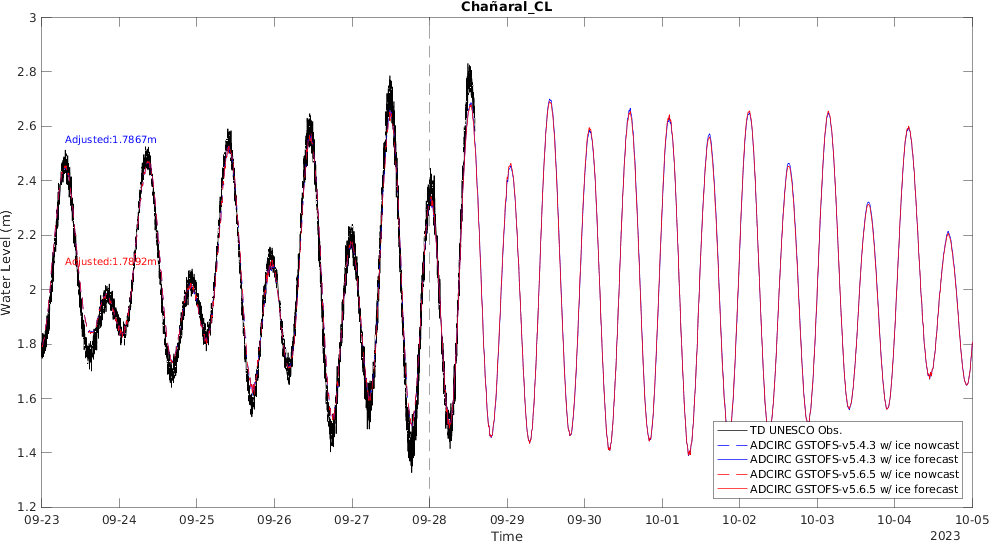 Chañaral_CL
Water Level (m)
3
2.8
2.6
2.4
2.2
2
1.8
1.6
1.4
1.2
Adjusted:1.7867m
Adjusted:1.7892m
TD UNESCO Obs.
ADCIRC GSTOFS-v5.4.3 w/ ice nowcast
ADCIRC GSTOFS-v5.4.3 w/ ice forecast
ADCIRC GSTOFS-v5.6.5 w/ ice nowcast
ADCIRC GSTOFS-v5.6.5 w/ ice forecast
09-23 09-24 09-25 09-26 09-27 09-28 09-29 09-30 10-01 10-02 10-03 10-04 10-05
Time
2023